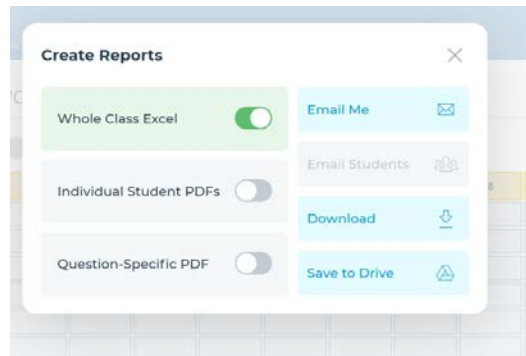 Create Reports
Whole Class Excel
Individual Student PDFs
Question-Specific PDF
Email Me
Email Students
Download
Save to Drive